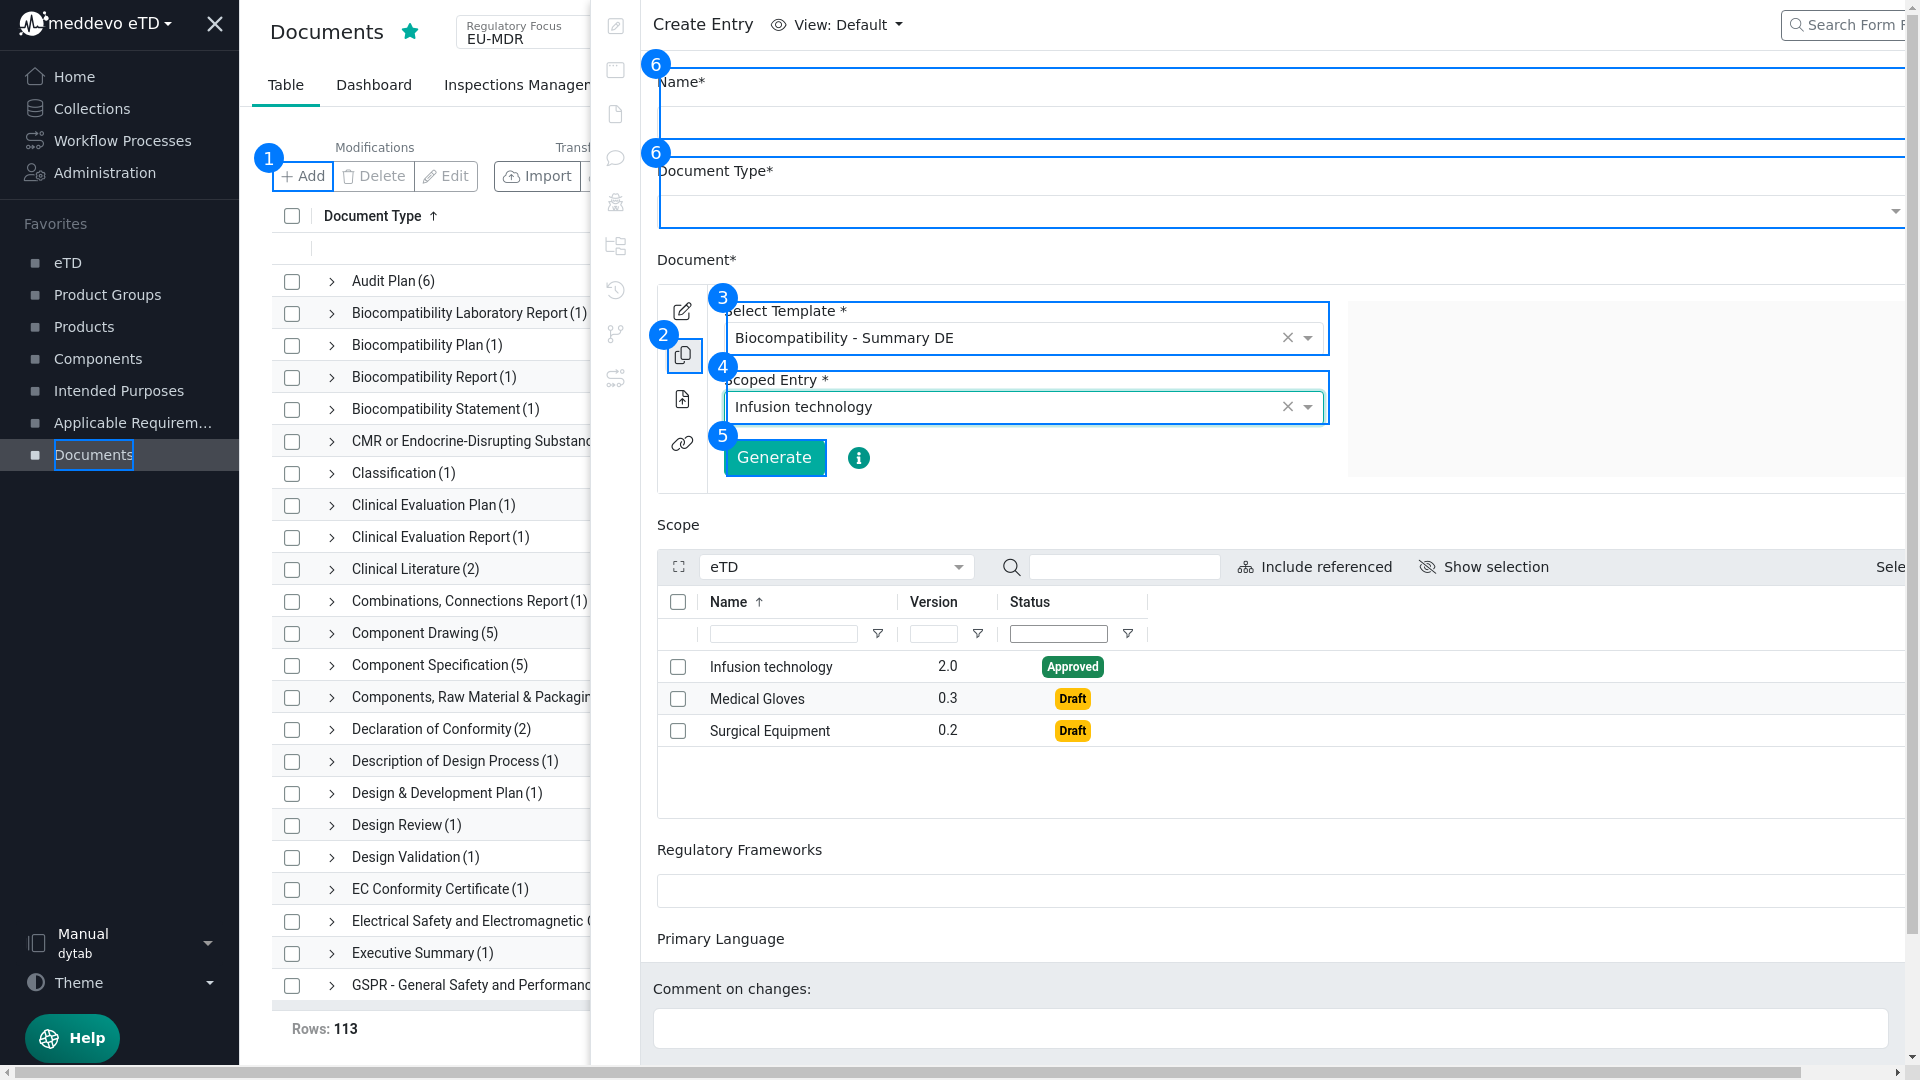 meddevo eTD
Home
Collections
Workflow Processes
Administration
Favorites
eTD
Product Groups
Products
Components
Intended Purposes
Applicable Requirem...
Documents
Manual
dytab
Theme
Help
Documents
Regulatory Focus
EU-MDR
Table Dashboard Inspections Manager
Modifications Transf
1
+ Add Delete Edit Import
Document Type ↑
Audit Plan (6)
Biocompatibility Laboratory Report (1)
Biocompatibility Plan (1)
Biocompatibility Report (1)
Biocompatibility Statement (1)
CMR or Endocrine-Disrupting Substanc
Classification (1)
Clinical Evaluation Plan (1)
Clinical Evaluation Report (1)
Clinical Literature (2)
Combinations, Connections Report (1)
Component Drawing (5)
Component Specification (5)
Components, Raw Material & Packagin
Declaration of Conformity (2)
Description of Design Process (1)
Design & Development Plan (1)
Design Review (1)
Design Validation (1)
EC Conformity Certificate (1)
Electrical Safety and Electromagnetic
Executive Summary (1)
GSPR - General Safety and Performanc
Rows: 113
Create Entry View: Default Search Form F
6
Name*
6
Document Type*
Document*
3
Select Template *
2
Biocompatibility - Summary DE
4
Scoped Entry *
Infusion technology
5
Generate
Scope
eTD Include referenced Show selection Sele
Name ↑ Version Status
Infusion technology 2.0 Approved
Medical Gloves 0.3 Draft
Surgical Equipment 0.2 Draft
Regulatory Frameworks
Primary Language
Comment on changes: